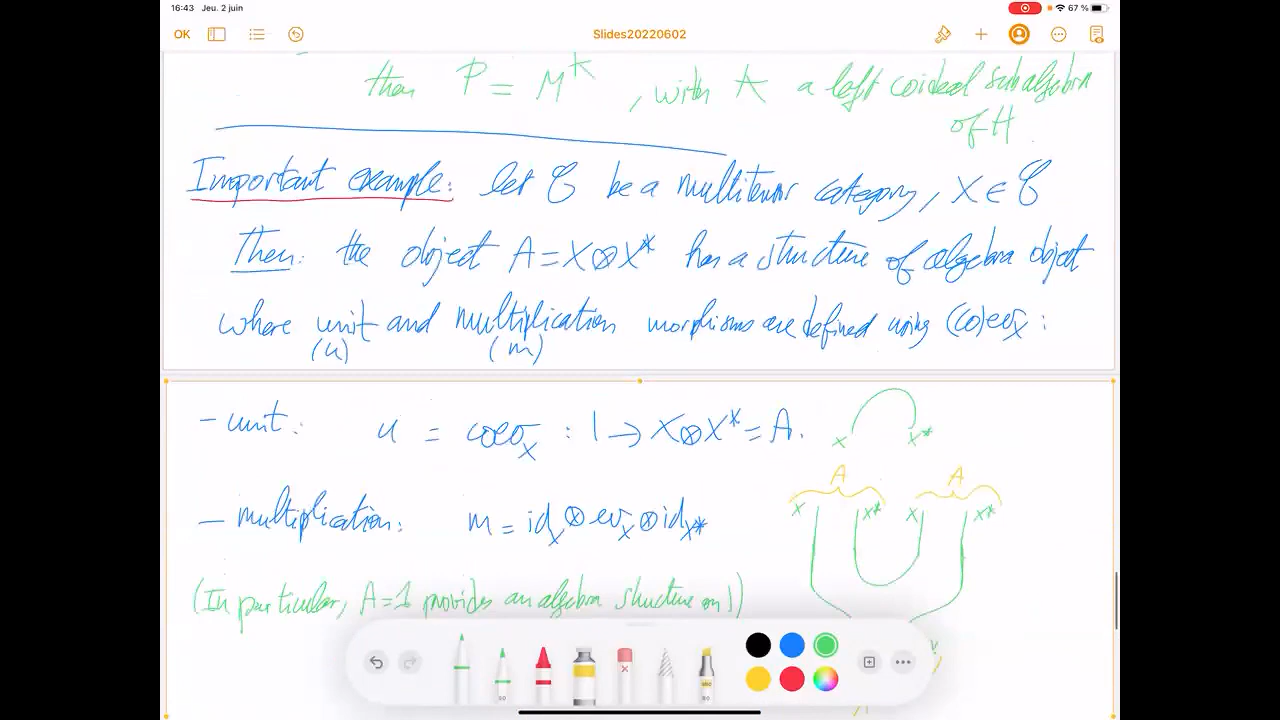 16:43 Jeu. 2 juin 67 %
OK Slides20220602
then P = M^K, with K a left coideal subalgebra
of H.
Important example: let 𝒞 be a multitensor category, X ∈ 𝒞
Then: the object A = X⊗X* has a structure of algebra object
where unit and multiplication morphisms are defined using (co)ev_X :
(u) (m)
- unit: u = coev_X : 1 → X⊗X* = A.
X X*
A A
X X* X X*
- multiplication: m = id_X ⊗ ev_X ⊗ id_X*
(In particular, A=1 provides an algebra structure on 1)